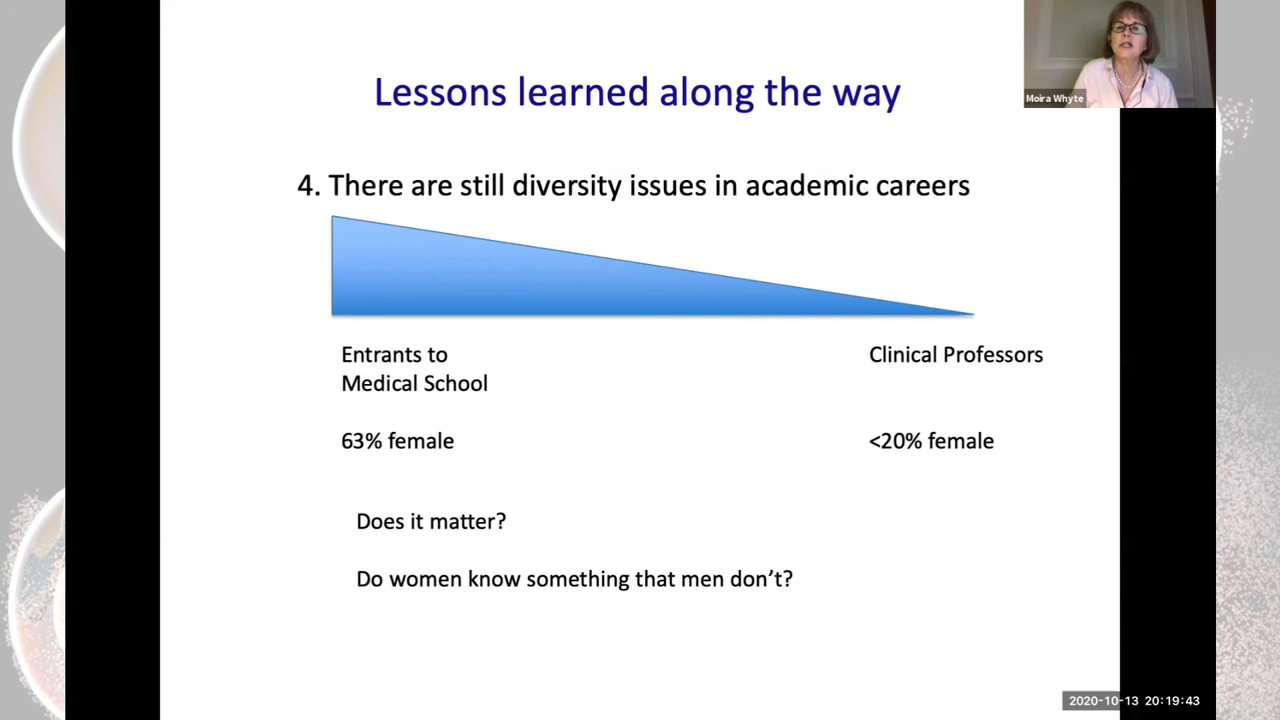 Lessons learned along the way
Moira Whyte
4. There are still diversity issues in academic careers
Entrants to
Medical School
Clinical Professors
63% female
<20% female
Does it matter?
Do women know something that men don’t?
2020-10-13 20:19:43